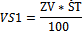 VS1 = ZV * ŠT / 100